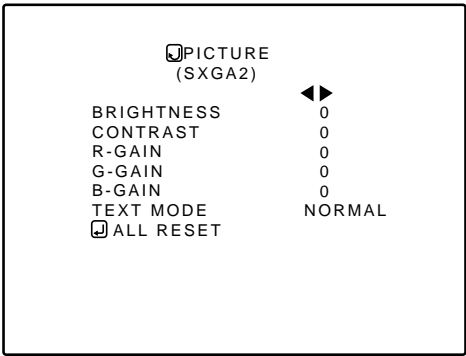 PICTURE
(SXGA2)
BRIGHTNESS 0
CONTRAST 0
R-GAIN 0
G-GAIN 0
B-GAIN 0
TEXT MODE NORMAL
ALL RESET